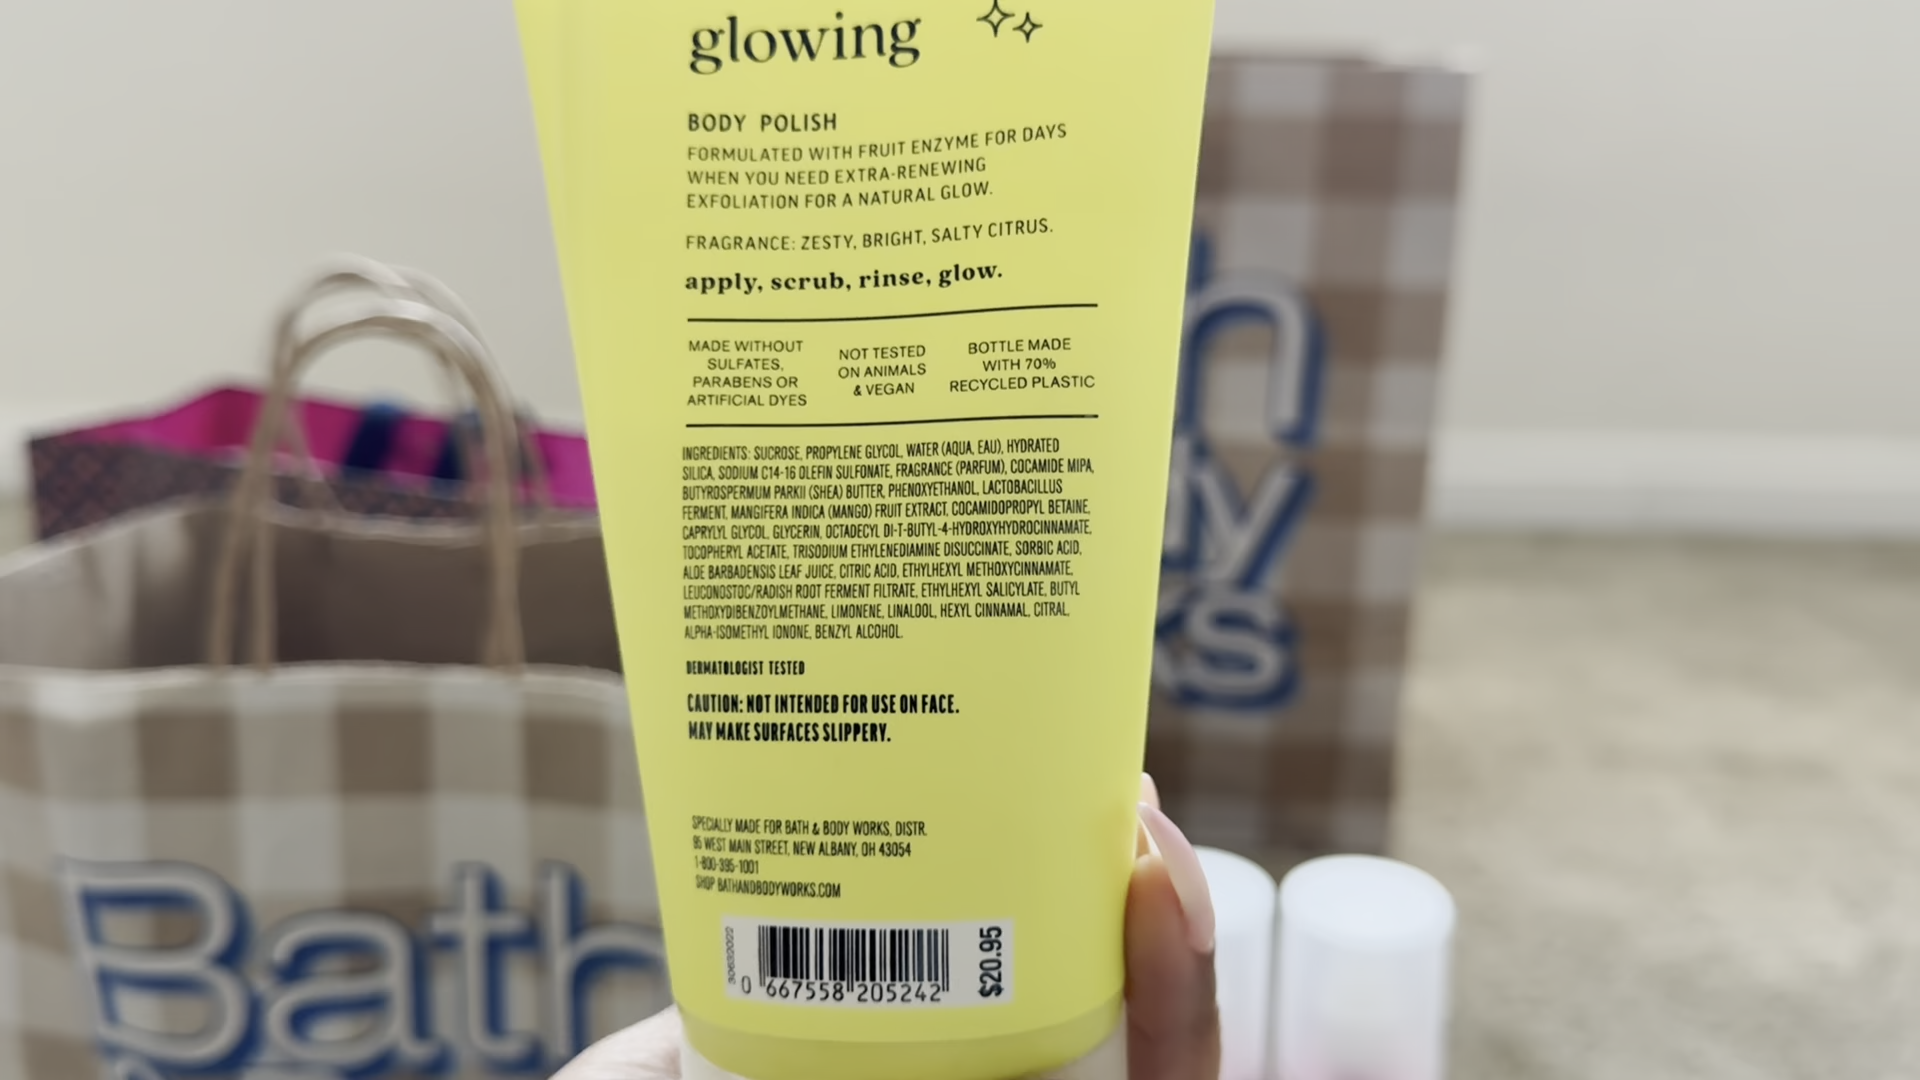 glowing
BODY POLISH
FORMULATED WITH FRUIT ENZYME FOR DAYS
WHEN YOU NEED EXTRA-RENEWING
EXFOLIATION FOR A NATURAL GLOW.
FRAGRANCE: ZESTY, BRIGHT, SALTY CITRUS.
apply, scrub, rinse, glow.
MADE WITHOUT
SULFATES,
PARABENS OR
ARTIFICIAL DYES
NOT TESTED
ON ANIMALS
& VEGAN
BOTTLE MADE
WITH 70%
RECYCLED PLASTIC
INGREDIENTS: SUCROSE, PROPYLENE GLYCOL, WATER (AQUA, EAU), HYDRATED
SILICA, SODIUM C14-16 OLEFIN SULFONATE, FRAGRANCE (PARFUM), COCAMIDE MIPA,
BUTYROSPERMUM PARKII (SHEA) BUTTER, PHENOXYETHANOL, LACTOBACILLUS
FERMENT, MANGIFERA INDICA (MANGO) FRUIT EXTRACT, COCAMIDOPROPYL BETAINE,
CAPRYLYL GLYCOL, GLYCERIN, OCTADECYL DI-T-BUTYL-4-HYDROXYHYDROCINNAMATE,
TOCOPHERYL ACETATE, TRISODIUM ETHYLENEDIAMINE DISUCCINATE, SORBIC ACID,
ALOE BARBADENSIS LEAF JUICE, CITRIC ACID, ETHYLHEXYL METHOXYCINNAMATE,
LEUCONOSTOC/RADISH ROOT FERMENT FILTRATE, ETHYLHEXYL SALICYLATE, BUTYL
METHOXYDIBENZOYLMETHANE, LIMONENE, LINALOOL, HEXYL CINNAMAL, CITRAL,
ALPHA-ISOMETHYL IONONE, BENZYL ALCOHOL.
DERMATOLOGIST TESTED
CAUTION: NOT INTENDED FOR USE ON FACE.
MAY MAKE SURFACES SLIPPERY.
SPECIALLY MADE FOR BATH & BODY WORKS, DISTR.
95 WEST MAIN STREET, NEW ALBANY, OH 43054
1-800-395-1001
SHOP BATHANDBODYWORKS.COM
0 667558 205242
$20.95
Bath